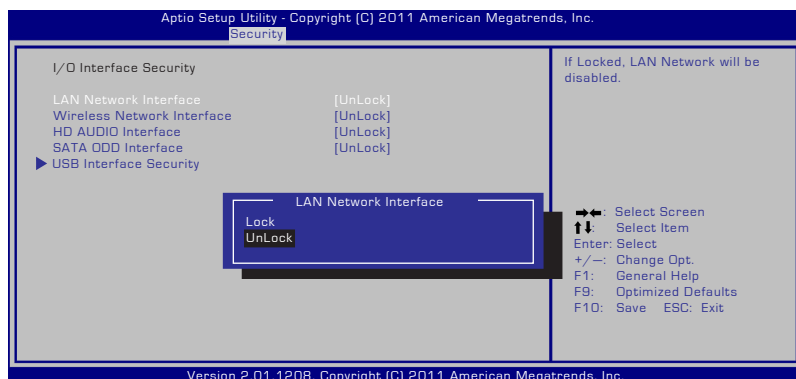 Aptio Setup Utility - Copyright (C) 2011 American Megatrends, Inc.
Security
I/O Interface Security
LAN Network Interface [UnLock]
Wireless Network Interface [UnLock]
HD AUDIO Interface [UnLock]
SATA ODD Interface [UnLock]
USB Interface Security
If Locked, LAN Network will be
disabled.
LAN Network Interface
Lock
UnLock
→←: Select Screen
↑↓: Select Item
Enter: Select
+/—: Change Opt.
F1: General Help
F9: Optimized Defaults
F10: Save ESC: Exit
Version 2.01.1208. Copyright (C) 2011 American Megatrends, Inc.